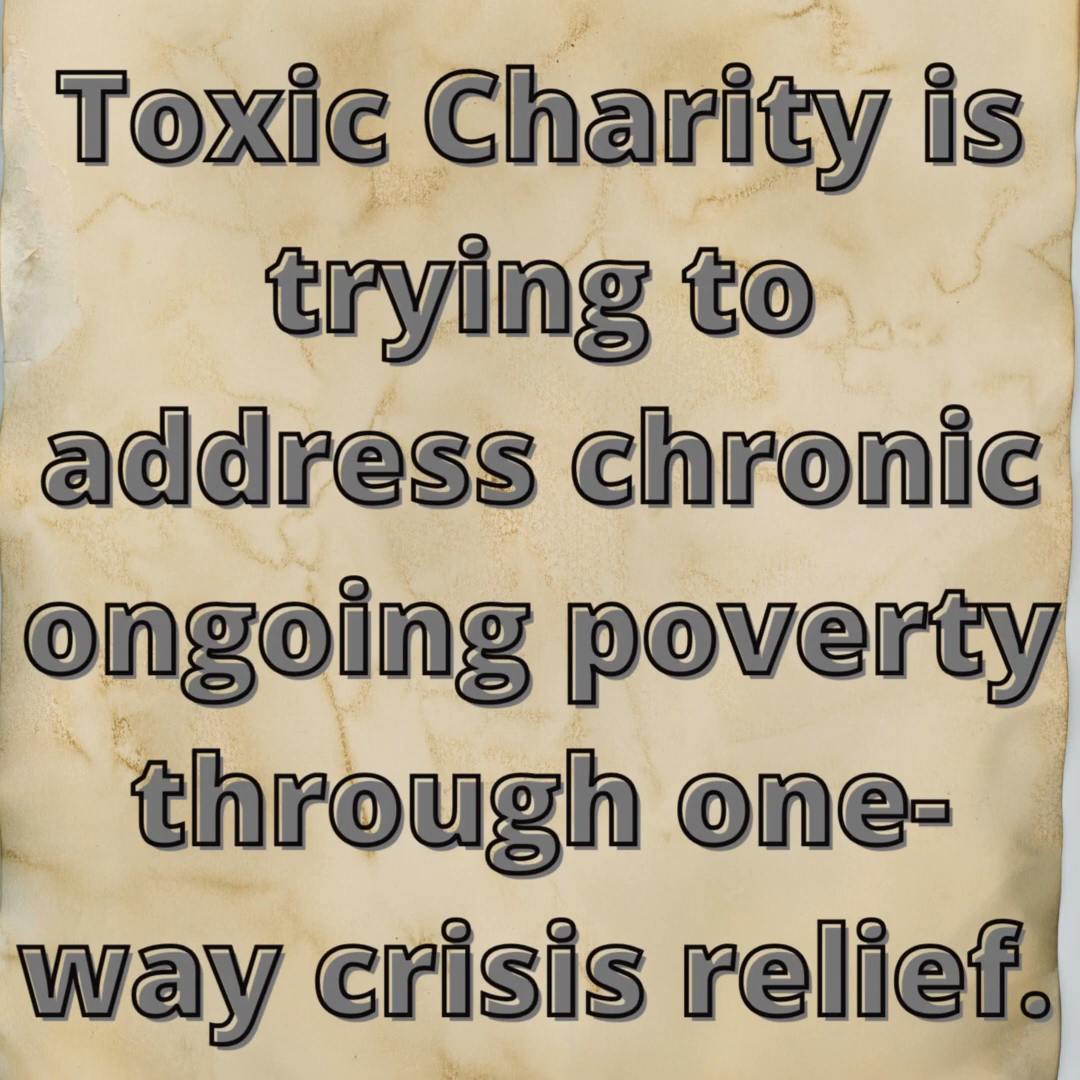 Toxic Charity is
trying to
address chronic
ongoing poverty
through one-
way crisis relief.